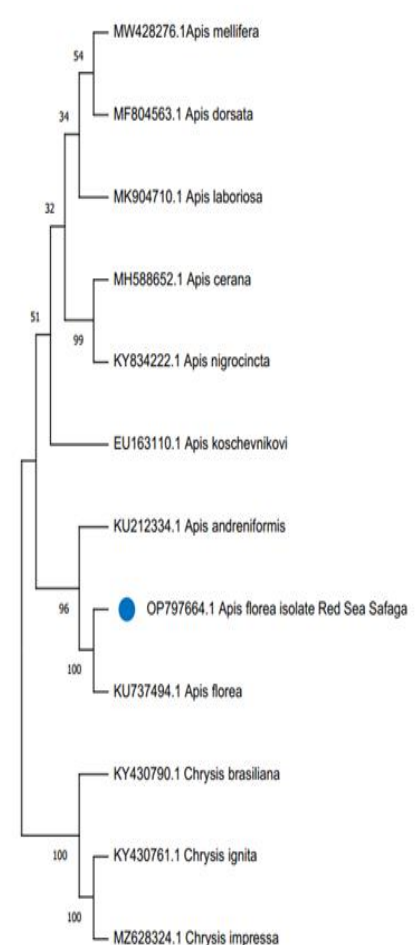 MW428276.1Apis mellifera
54
MF804563.1 Apis dorsata
34
MK904710.1 Apis laboriosa
32
MH588652.1 Apis cerana
51
99
KY834222.1 Apis nigrocincta
EU163110.1 Apis koschevnikovi
KU212334.1 Apis andreniformis
96
OP797664.1 Apis florea isolate Red Sea Safaga
100
KU737494.1 Apis florea
KY430790.1 Chrysis brasiliana
100
KY430761.1 Chrysis ignita
100
MZ628324.1 Chrysis impressa